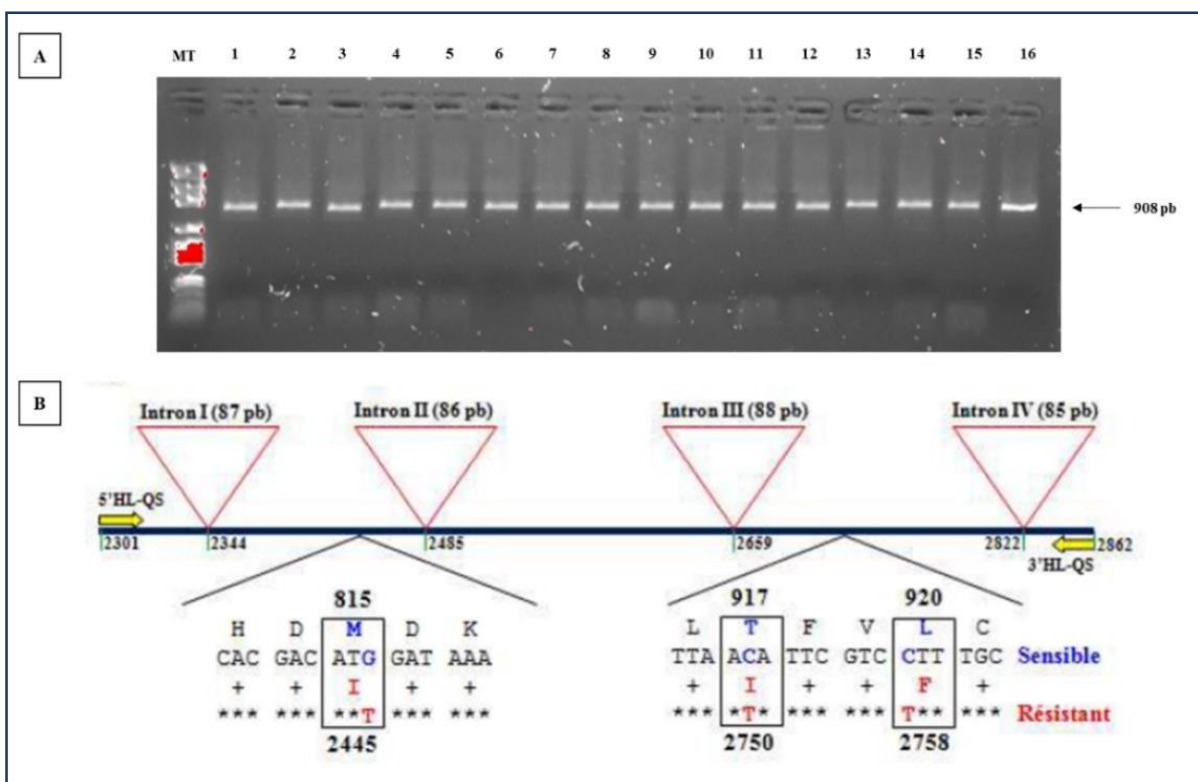 A
MT 1 2 3 4 5 6 7 8 9 10 11 12 13 14 15 16
908 pb
B
Intron I (87 pb) Intron II (86 pb) Intron III (88 pb) Intron IV (85 pb)
5'HL-QS
2301 2344 2485 2659 2822 2862
3'HL-QS
815 917 920
H D M D K L T F V L C
CAC GAC ATG GAT AAA TTA ACA TTC GTC CTT TGC Sensible
+ + I + + + I + + F +
*** *** **T *** *** *** *T* *** *** T** *** Résistant
2445 2750 2758